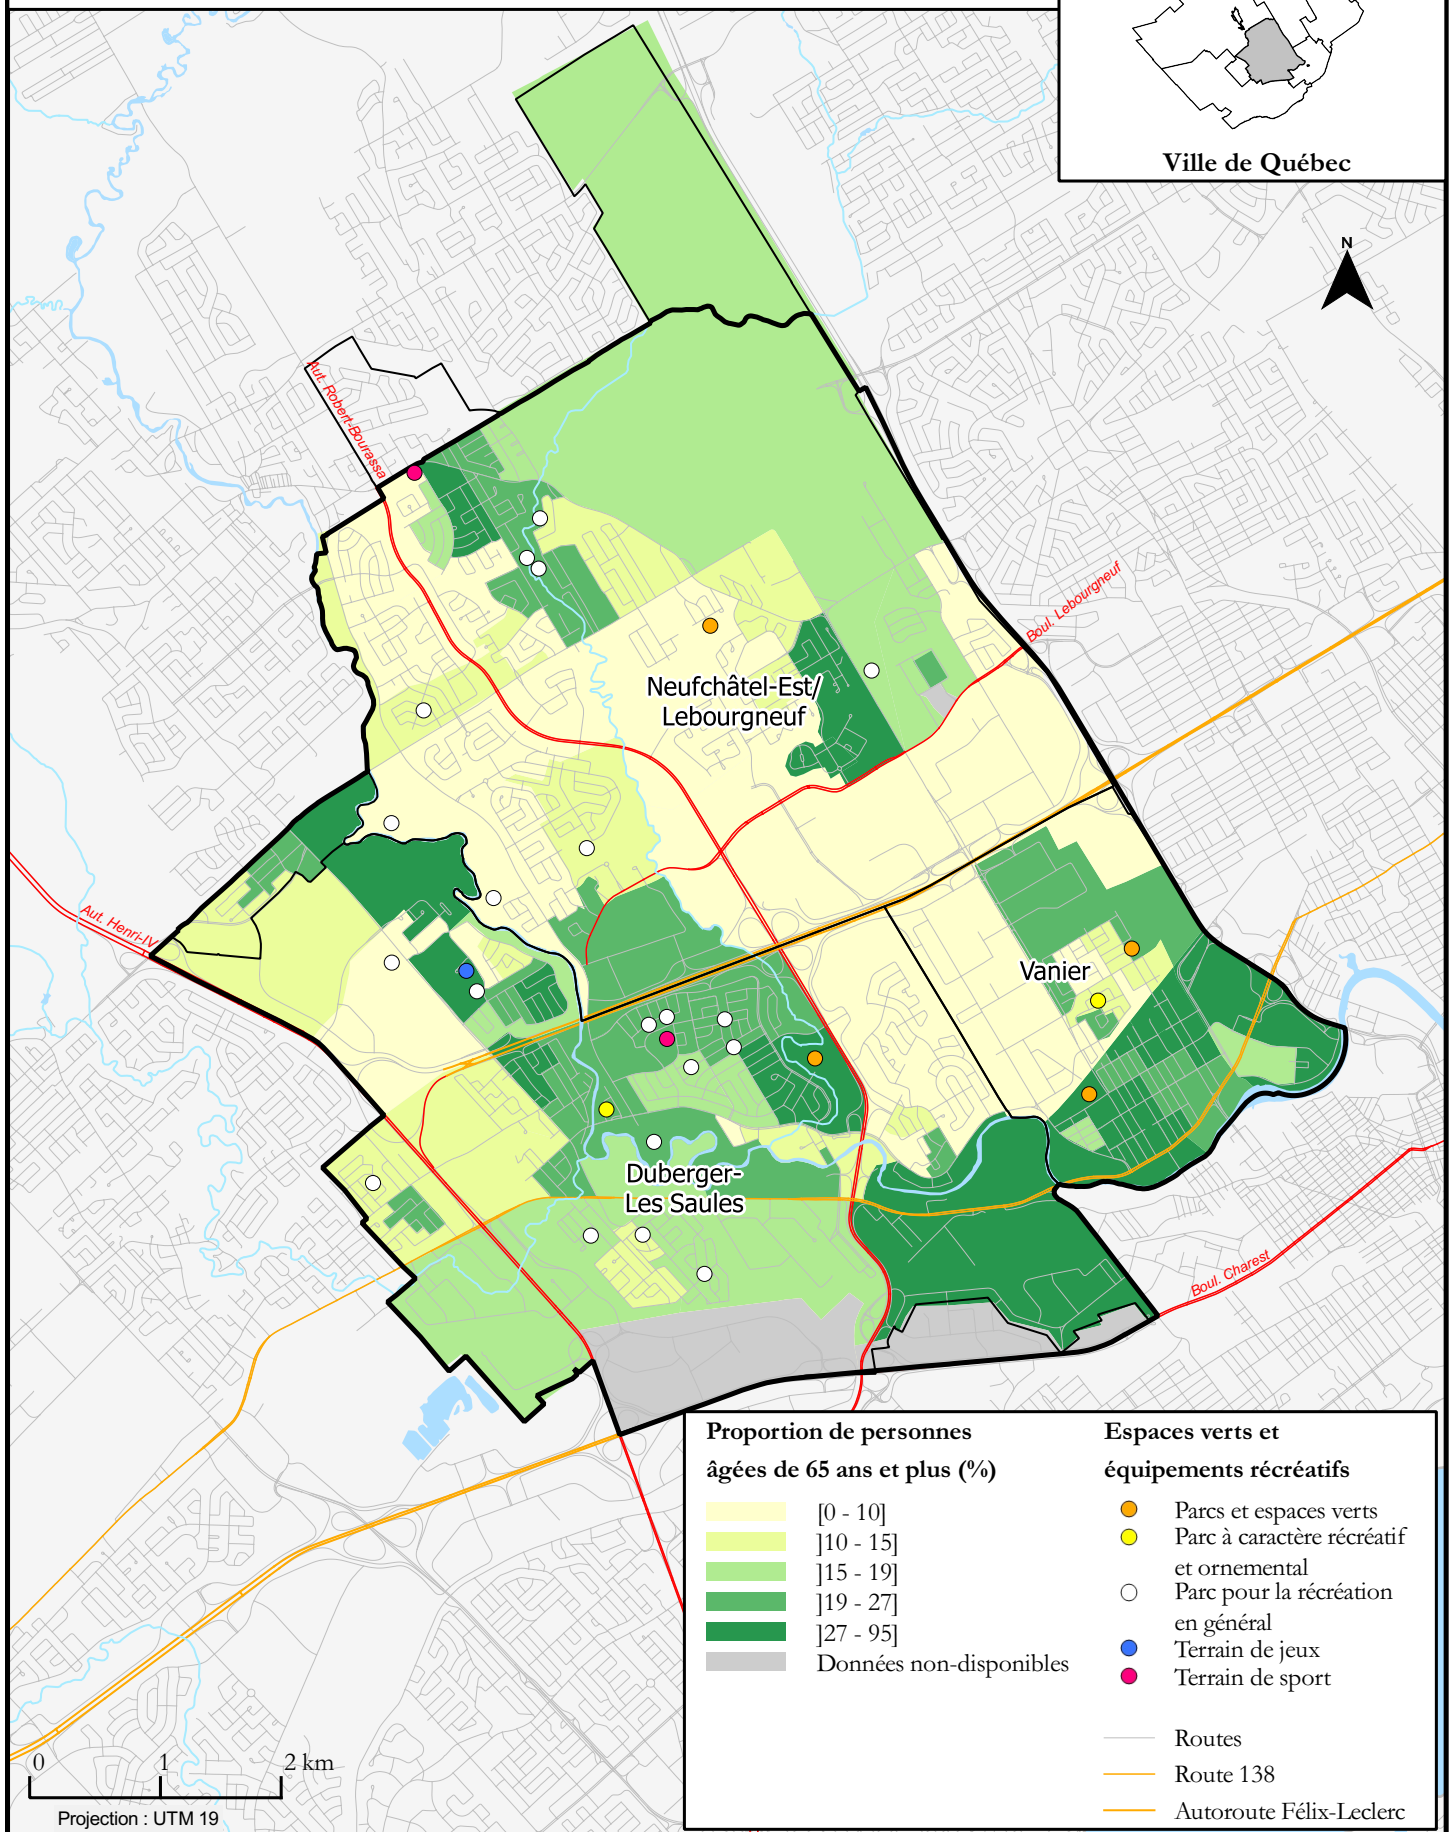 Ville de Québec
N
Aut. Robert-Bourassa
Boul. Lebourgneuf
Neufchâtel-Est/
Lebourgneuf
Aut. Henri-IV
Vanier
Duberger-
Les Saules
Boul. Charest
Proportion de personnes
âgées de 65 ans et plus (%)
[0 - 10]
]10 - 15]
]15 - 19]
]19 - 27]
]27 - 95]
Données non-disponibles
Espaces verts et
équipements récréatifs
Parcs et espaces verts
Parc à caractère récréatif
et ornemental
Parc pour la récréation
en général
Terrain de jeux
Terrain de sport
Routes
Route 138
Autoroute Félix-Leclerc
0 1 2 km
Projection : UTM 19